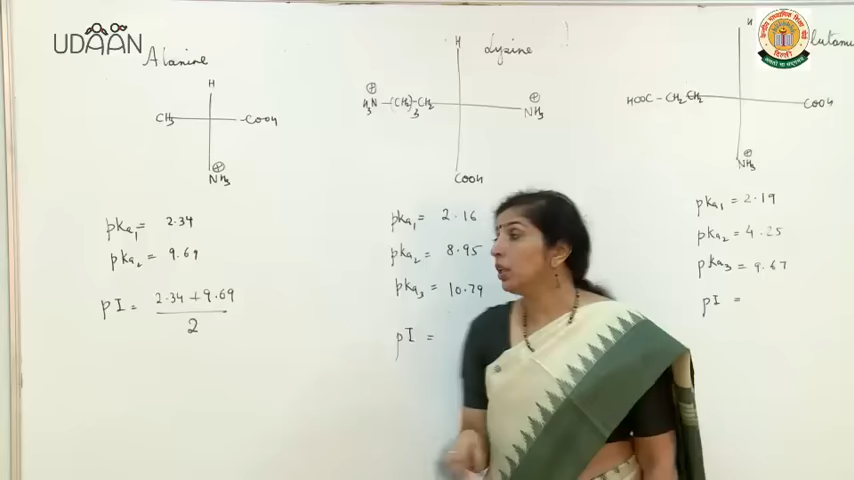 UDAAN
Alanine
H
CH3 COOH
⊕
NH3
pka1 = 2.34
pka2 = 9.69
pI = 2.34 + 9.69
2
Lysine
H
⊕ ⊕
H3N - (CH2)3 - CH2 NH3
COOH
pka1 = 2.16
pka2 = 8.95
pka3 = 10.79
pI =
H
HOOC - CH2 CH2 COOH
⊕
NH3
pka1 = 2.19
pka2 = 4.25
pka3 = 9.67
pI =